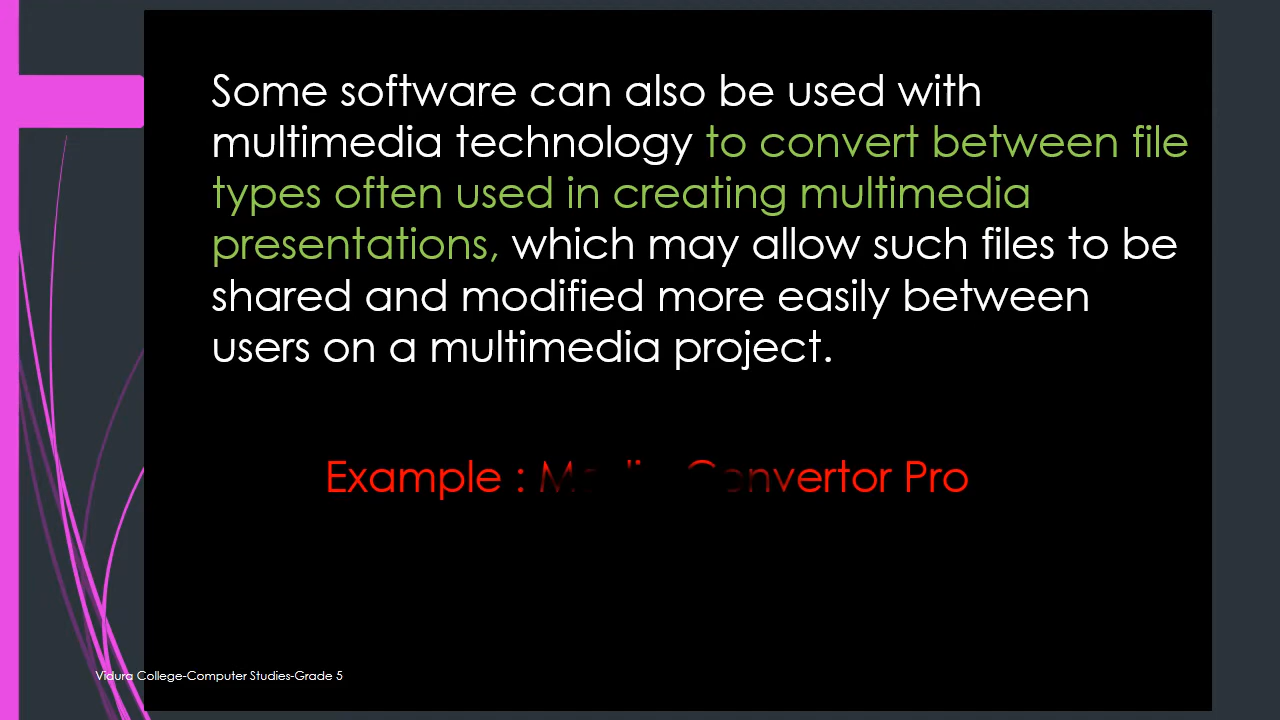 Some software can also be used with
multimedia technology to convert between file
types often used in creating multimedia
presentations, which may allow such files to be
shared and modified more easily between
users on a multimedia project.
Example : Media Convertor Pro
Vidura College-Computer Studies-Grade 5